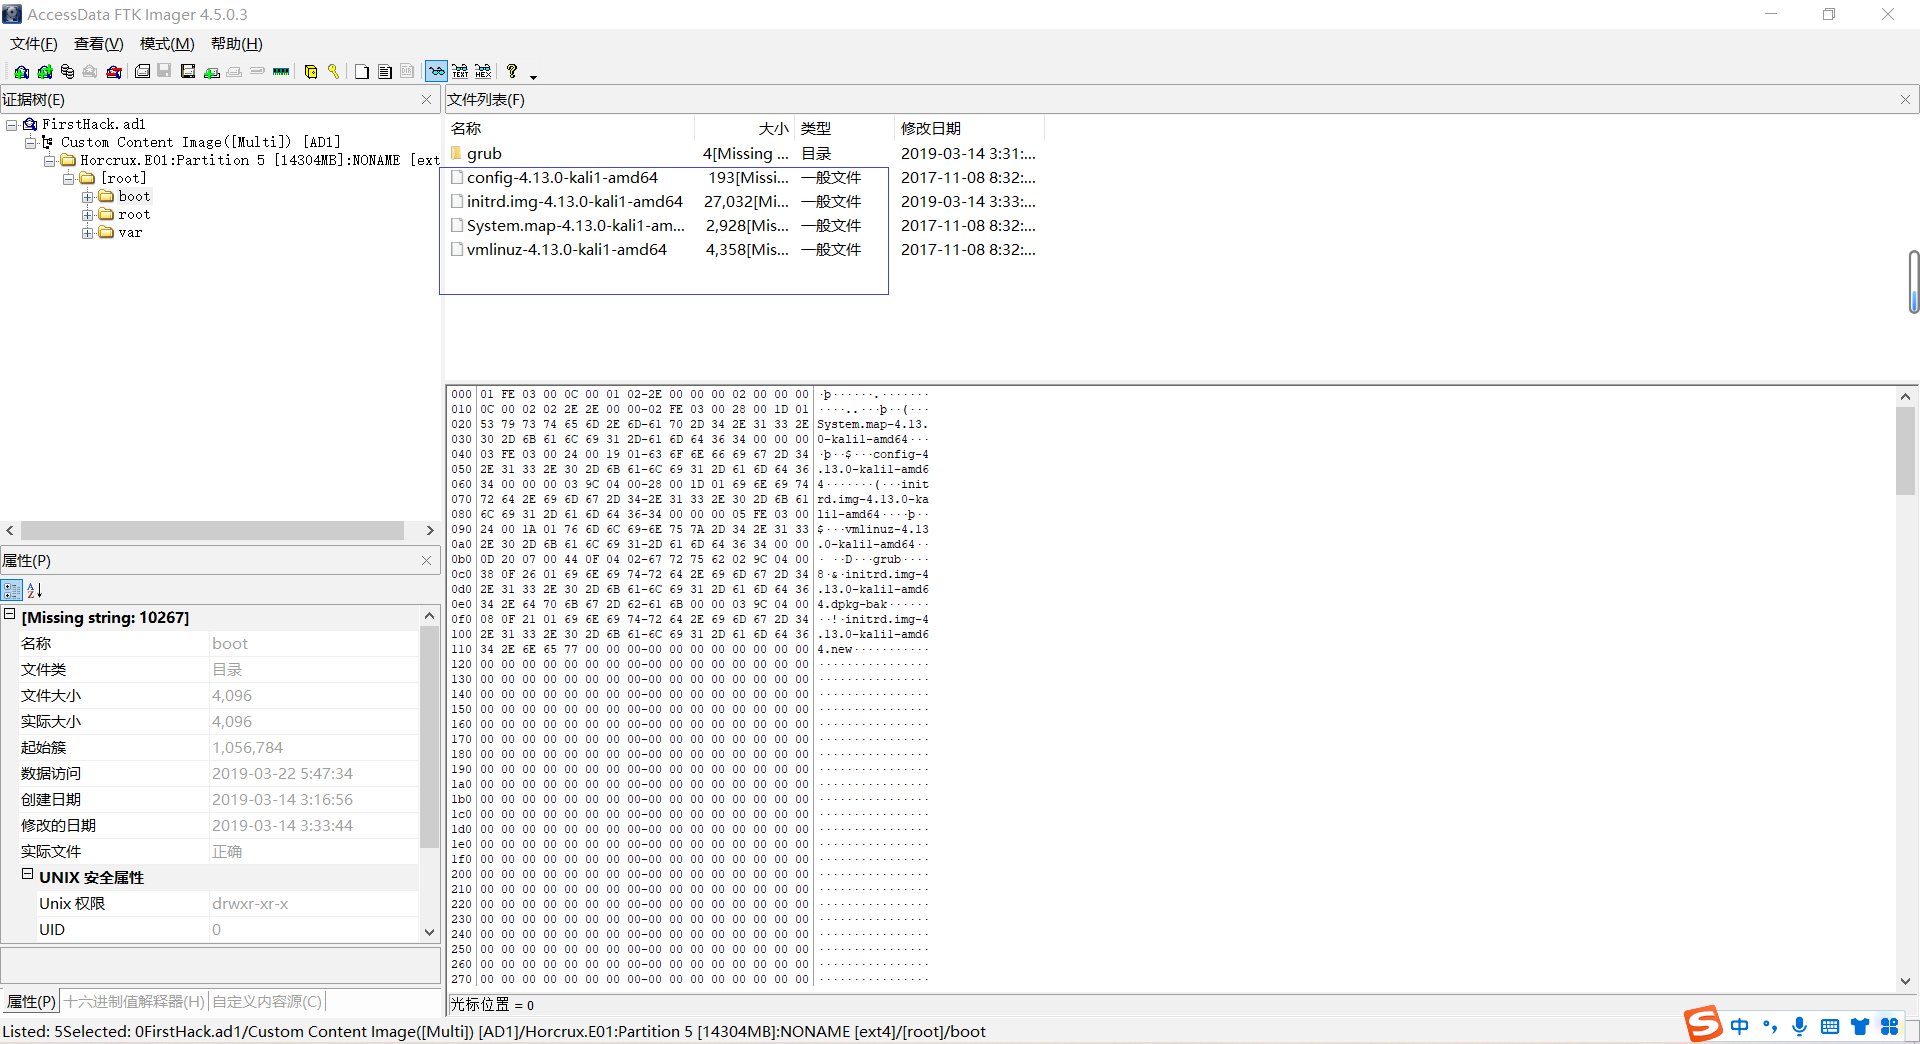 AccessData FTK Imager 4.5.0.3
文件(F) 查看(V) 模式(M) 帮助(H)
证据树(E)
FirstHack.ad1
Custom Content Image([Multi]) [AD1]
Horcrux.E01:Partition 5 [14304MB]:NONAME [ext
[root]
boot
root
var
文件列表(F)
名称 大小 类型 修改日期
grub 4[Missing ... 目录 2019-03-14 3:31:...
config-4.13.0-kali1-amd64 193[Missi... 一般文件 2017-11-08 8:32:...
initrd.img-4.13.0-kali1-amd64 27,032[Mi... 一般文件 2019-03-14 3:33:...
System.map-4.13.0-kali1-am... 2,928[Mis... 一般文件 2017-11-08 8:32:...
vmlinuz-4.13.0-kali1-amd64 4,358[Mis... 一般文件 2017-11-08 8:32:...
000 01 FE 03 00 0C 00 01 02-2E 00 00 00 02 00 00 00 ·þ······.·······
010 0C 00 02 02 2E 2E 00 00-02 FE 03 00 28 00 1D 01 ····..···þ··(···
020 53 79 73 74 65 6D 2E 6D-61 70 2D 34 2E 31 33 2E System.map-4.13.
030 30 2D 6B 61 6C 69 31 2D-61 6D 64 36 34 00 00 00 0-kali1-amd64···
040 03 FE 03 00 24 00 19 01-63 6F 6E 66 69 67 2D 34 ·þ··$···config-4
050 2E 31 33 2E 30 2D 6B 61-6C 69 31 2D 61 6D 64 36 .13.0-kali1-amd6
060 34 00 00 00 03 9C 04 00-28 00 1D 01 69 6E 69 74 4·······(···init
070 72 64 2E 69 6D 67 2D 34-2E 31 33 2E 30 2D 6B 61 rd.img-4.13.0-ka
080 6C 69 31 2D 61 6D 64 36-34 00 00 00 05 FE 03 00 li1-amd64····þ··
090 24 00 1A 01 76 6D 6C 69-6E 75 7A 2D 34 2E 31 33 $···vmlinuz-4.13
0a0 2E 30 2D 6B 61 6C 69 31-2D 61 6D 64 36 34 00 00 .0-kali1-amd64··
0b0 0D 20 07 00 44 0F 04 02-67 72 75 62 02 9C 04 00 · ··D···grub····
0c0 38 0F 26 01 69 6E 69 74-72 64 2E 69 6D 67 2D 34 8·&·initrd.img-4
0d0 2E 31 33 2E 30 2D 6B 61-6C 69 31 2D 61 6D 64 36 .13.0-kali1-amd6
0e0 34 2E 64 70 6B 67 2D 62-61 6B 00 00 03 9C 04 00 4.dpkg-bak······
0f0 08 0F 21 01 69 6E 69 74-72 64 2E 69 6D 67 2D 34 ··!·initrd.img-4
100 2E 31 33 2E 30 2D 6B 61-6C 69 31 2D 61 6D 64 36 .13.0-kali1-amd6
110 34 2E 6E 65 77 00 00 00-00 00 00 00 00 00 00 00 4.new···········
120 00 00 00 00 00 00 00 00-00 00 00 00 00 00 00 00 ················
130 00 00 00 00 00 00 00 00-00 00 00 00 00 00 00 00 ················
140 00 00 00 00 00 00 00 00-00 00 00 00 00 00 00 00 ················
150 00 00 00 00 00 00 00 00-00 00 00 00 00 00 00 00 ················
160 00 00 00 00 00 00 00 00-00 00 00 00 00 00 00 00 ················
170 00 00 00 00 00 00 00 00-00 00 00 00 00 00 00 00 ················
180 00 00 00 00 00 00 00 00-00 00 00 00 00 00 00 00 ················
190 00 00 00 00 00 00 00 00-00 00 00 00 00 00 00 00 ················
1a0 00 00 00 00 00 00 00 00-00 00 00 00 00 00 00 00 ················
1b0 00 00 00 00 00 00 00 00-00 00 00 00 00 00 00 00 ················
1c0 00 00 00 00 00 00 00 00-00 00 00 00 00 00 00 00 ················
1d0 00 00 00 00 00 00 00 00-00 00 00 00 00 00 00 00 ················
1e0 00 00 00 00 00 00 00 00-00 00 00 00 00 00 00 00 ················
1f0 00 00 00 00 00 00 00 00-00 00 00 00 00 00 00 00 ················
200 00 00 00 00 00 00 00 00-00 00 00 00 00 00 00 00 ················
210 00 00 00 00 00 00 00 00-00 00 00 00 00 00 00 00 ················
220 00 00 00 00 00 00 00 00-00 00 00 00 00 00 00 00 ················
230 00 00 00 00 00 00 00 00-00 00 00 00 00 00 00 00 ················
240 00 00 00 00 00 00 00 00-00 00 00 00 00 00 00 00 ················
250 00 00 00 00 00 00 00 00-00 00 00 00 00 00 00 00 ················
260 00 00 00 00 00 00 00 00-00 00 00 00 00 00 00 00 ················
270 00 00 00 00 00 00 00 00-00 00 00 00 00 00 00 00 ················
光标位置 = 0
属性(P)
[Missing string: 10267]
名称 boot
文件类 目录
文件大小 4,096
实际大小 4,096
起始簇 1,056,784
数据访问 2019-03-22 5:47:34
创建日期 2019-03-14 3:16:56
修改的日期 2019-03-14 3:33:44
实际文件 正确
UNIX 安全属性
Unix 权限 drwxr-xr-x
UID 0
属性(P) 十六进制值解释器(H) 自定义内容源(C)
Listed: 5Selected: 0FirstHack.ad1/Custom Content Image([Multi]) [AD1]/Horcrux.E01:Partition 5 [14304MB]:NONAME [ext4]/[root]/boot
中